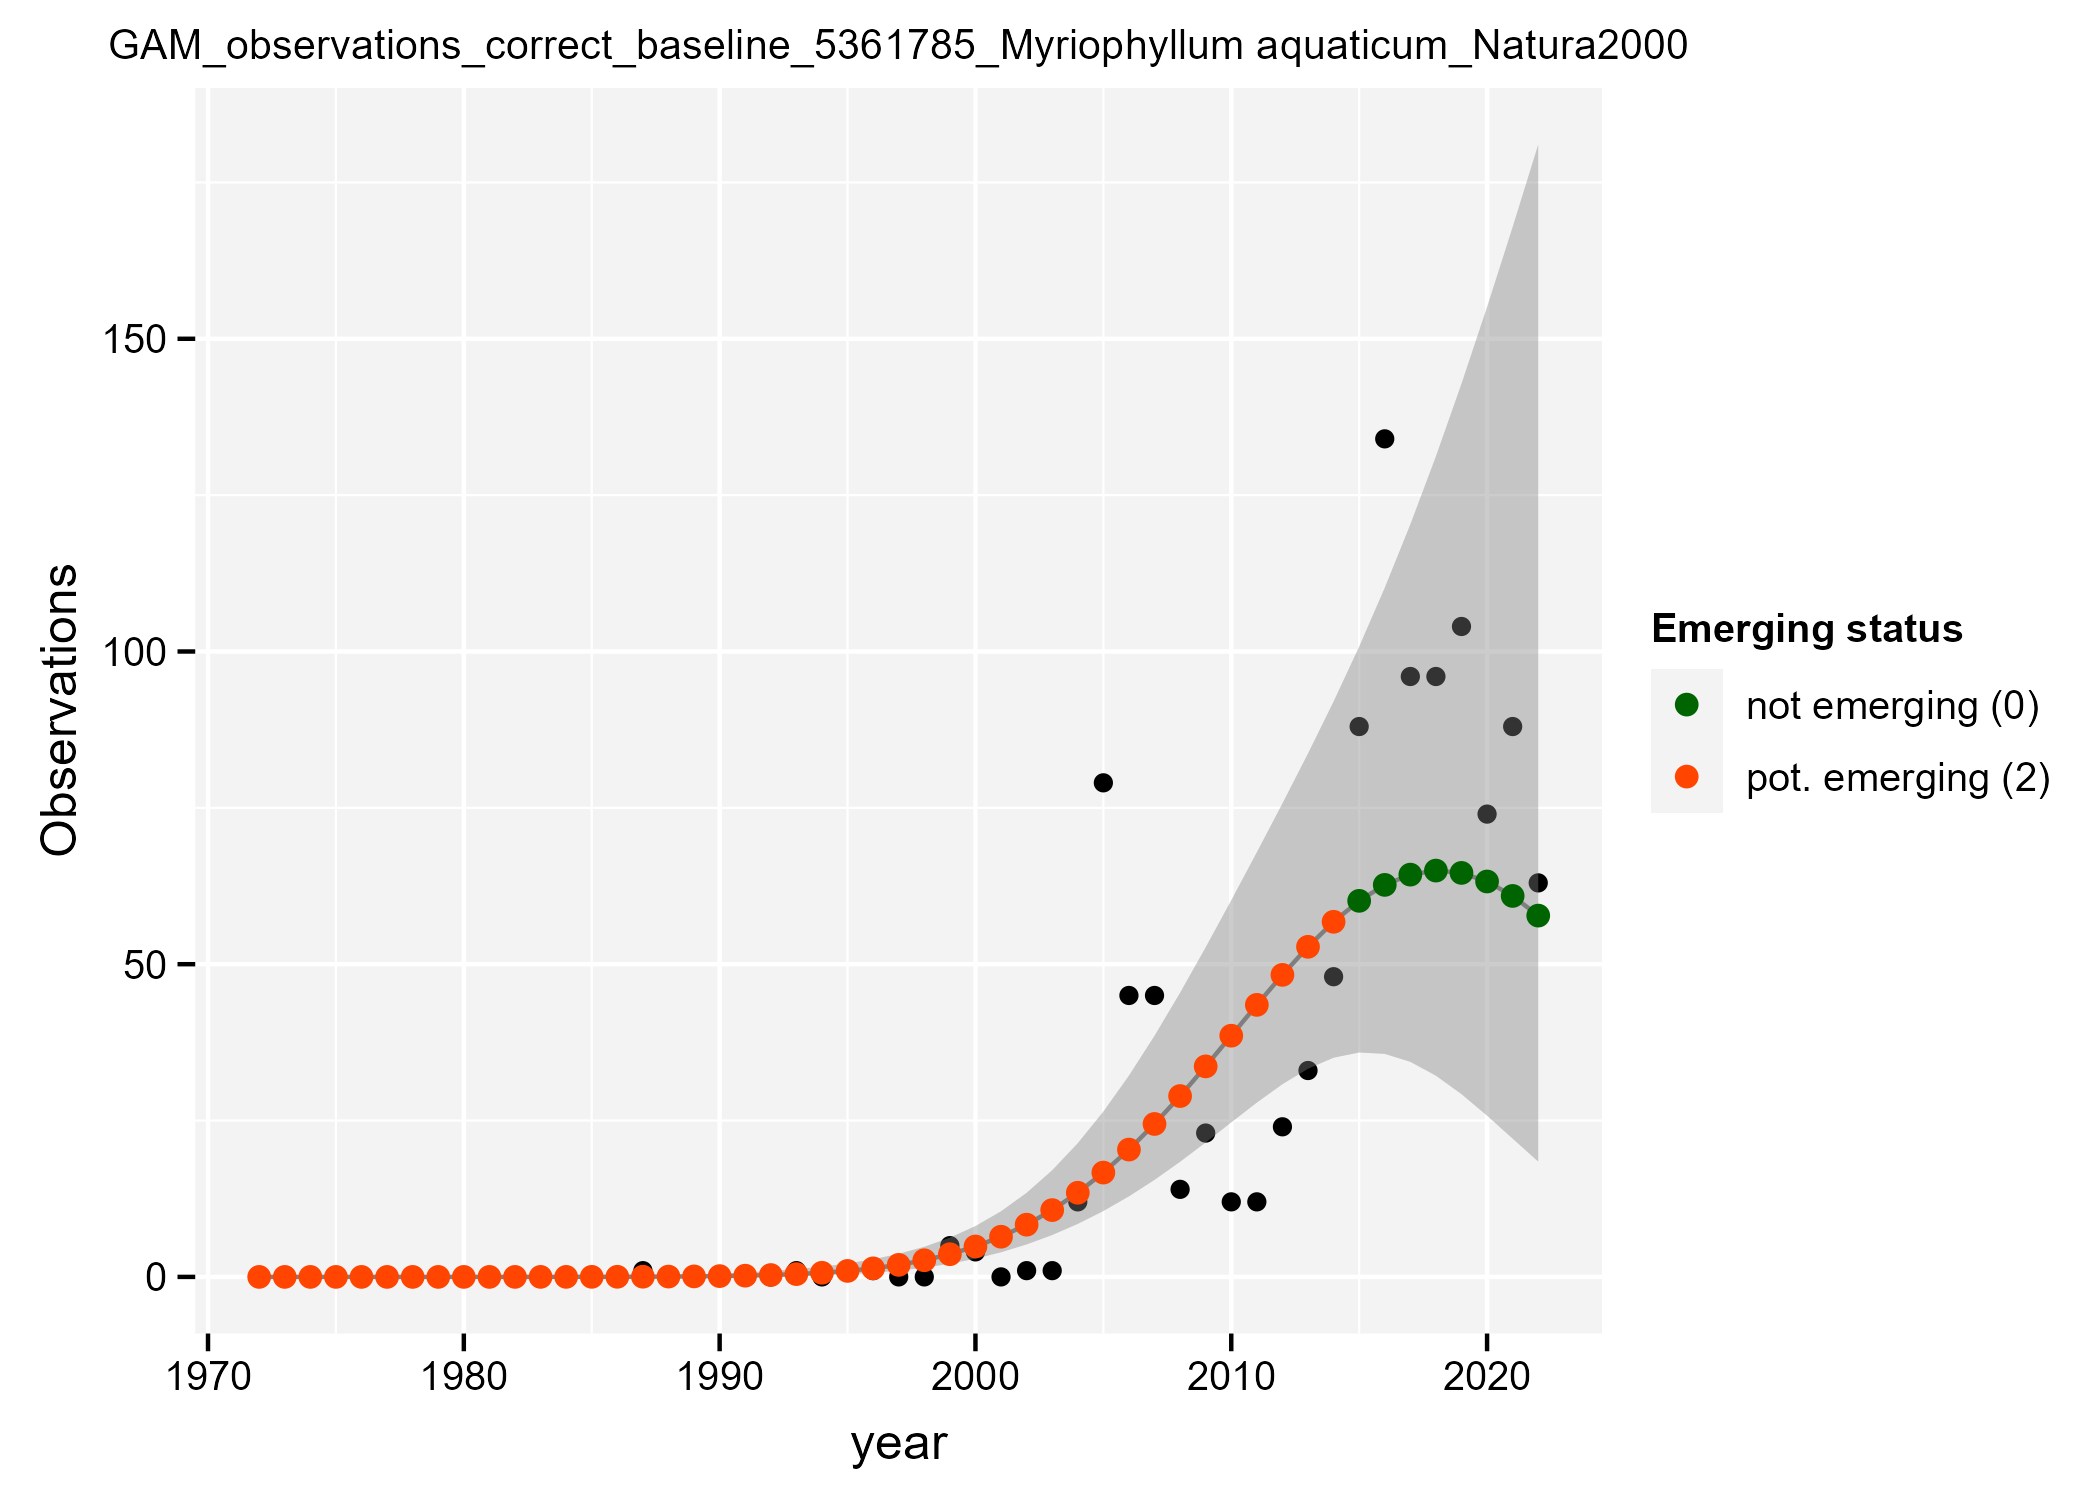 GAM_observations_correct_baseline_5361785_Myriophyllum aquaticum_Natura2000
150
100
50
0
Observations
1970 1980 1990 2000 2010 2020
year
Emerging status
not emerging (0)
pot. emerging (2)